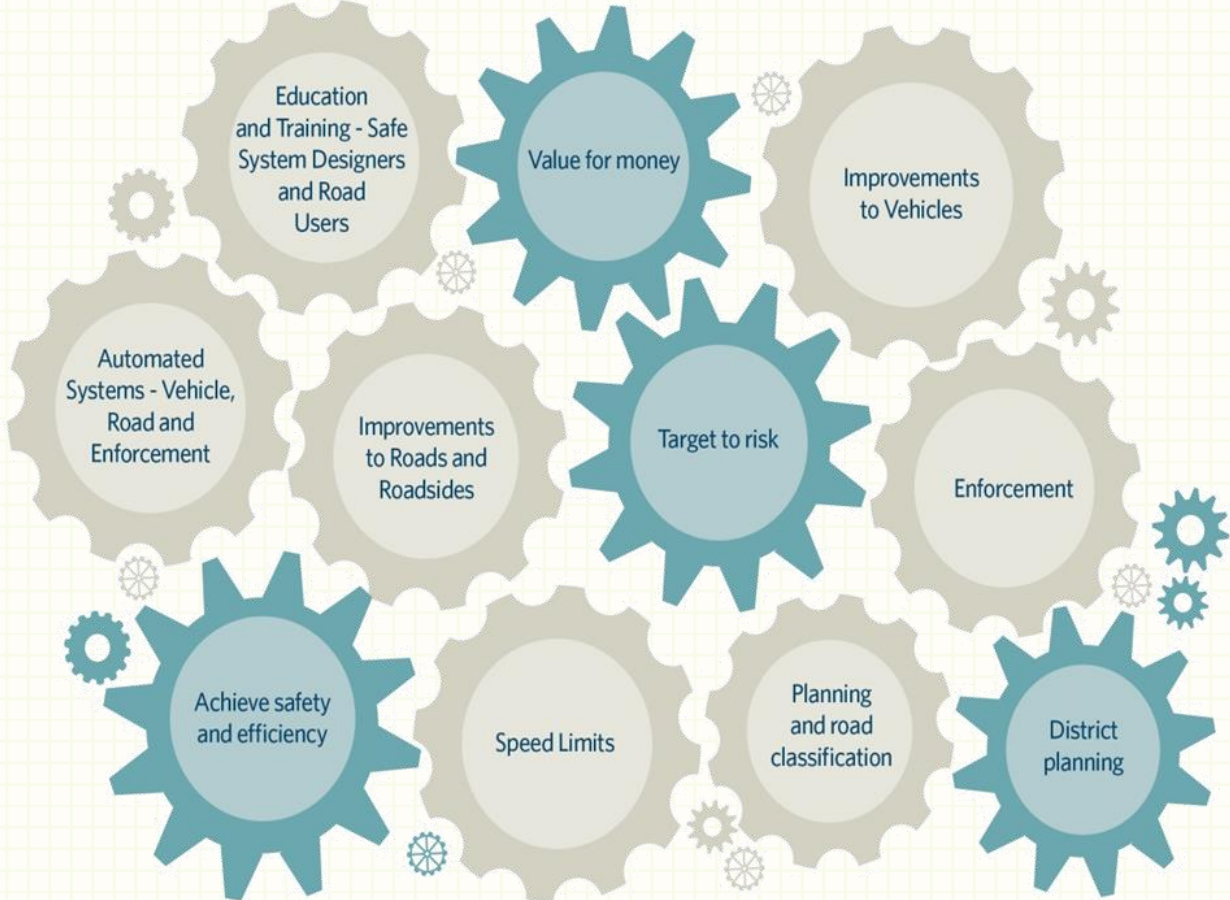 Education
and Training - Safe
System Designers
and Road
Users
Value for money
Improvements
to Vehicles
Automated
Systems - Vehicle,
Road and
Enforcement
Improvements
to Roads and
Roadsides
Target to risk
Enforcement
Achieve safety
and efficiency
Speed Limits
Planning
and road
classification
District
planning